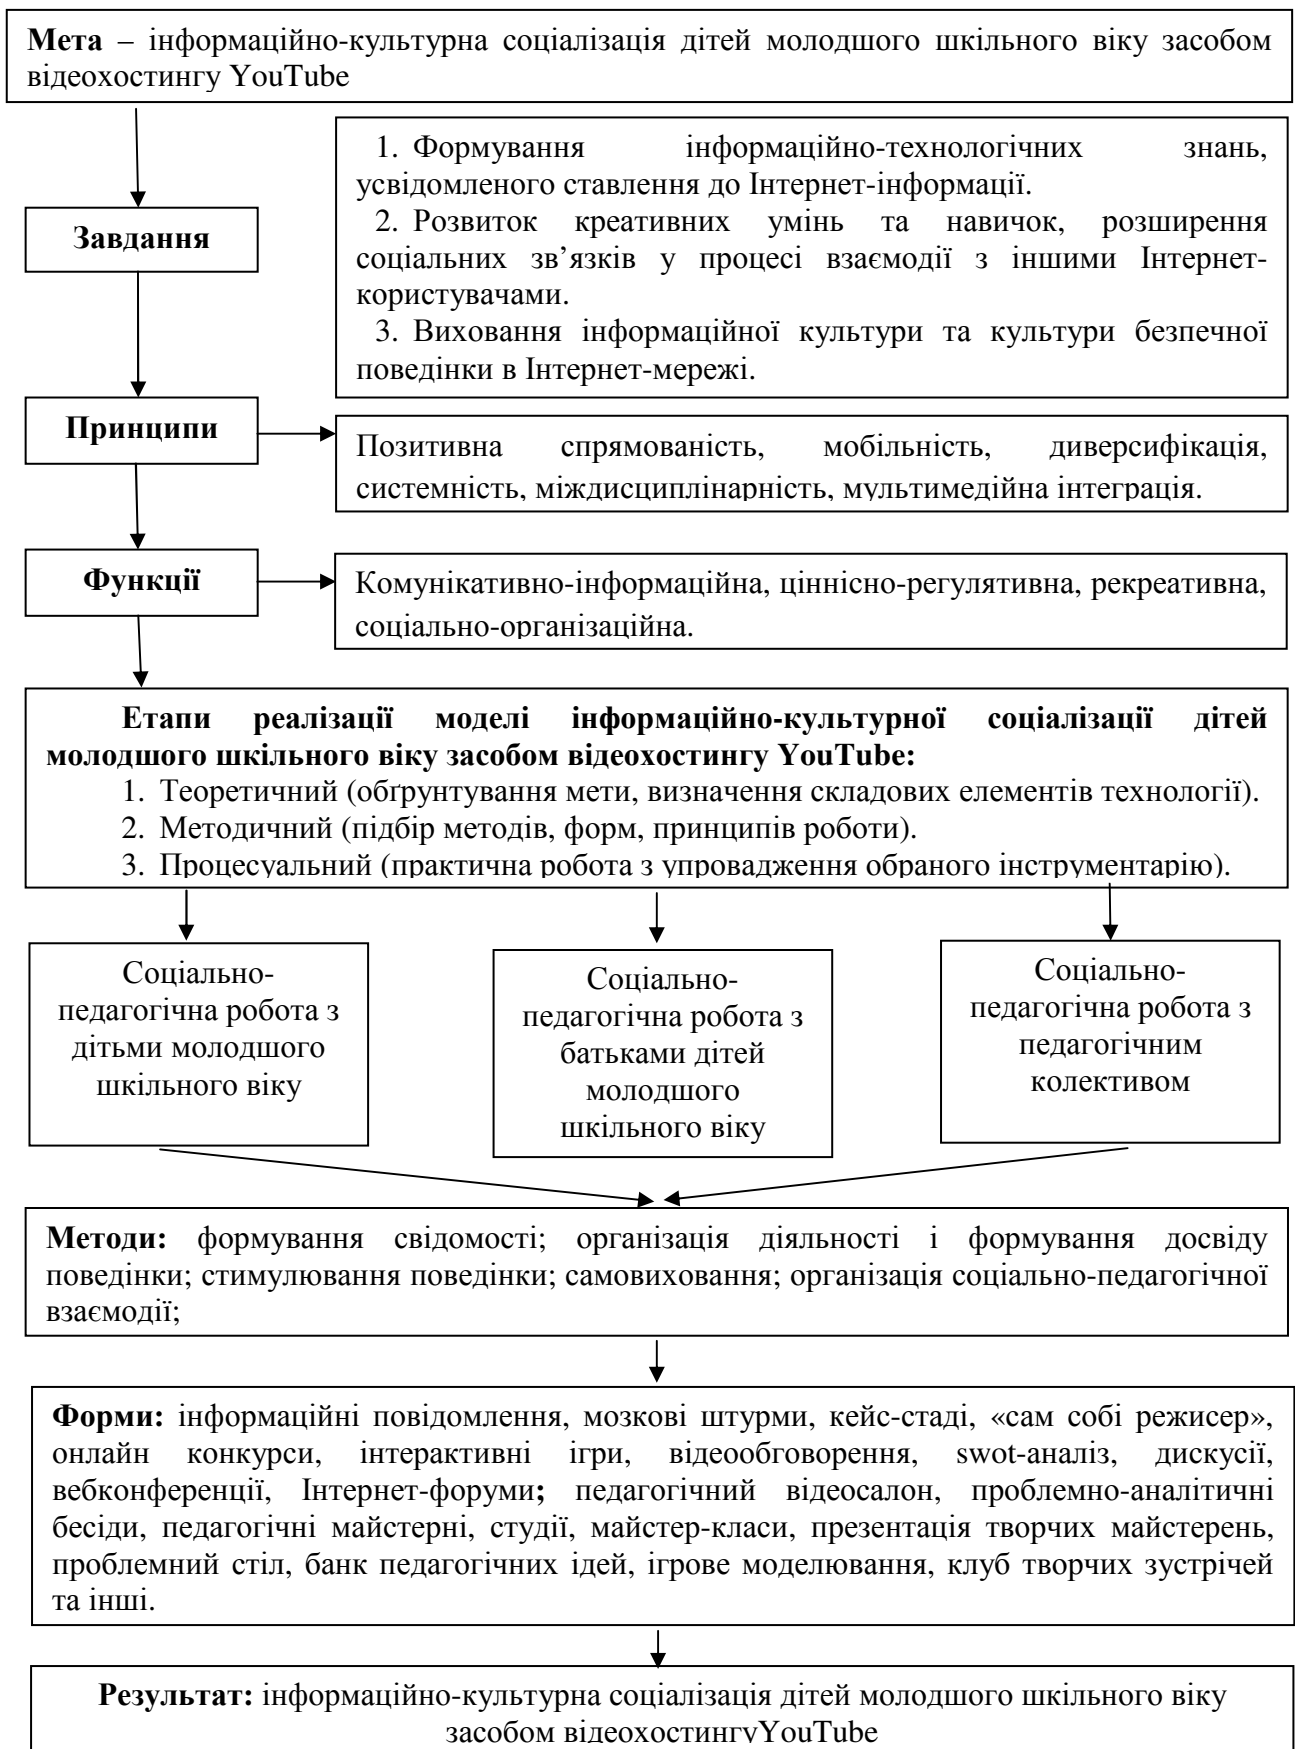 Мета – інформаційно-культурна соціалізація дітей молодшого шкільного віку засобом
відеохостингу YouTube
Завдання
1. Формування інформаційно-технологічних знань,
усвідомленого ставлення до Інтернет-інформації.
2. Розвиток креативних умінь та навичок, розширення
соціальних зв’язків у процесі взаємодії з іншими Інтернет-
користувачами.
3. Виховання інформаційної культури та культури безпечної
поведінки в Інтернет-мережі.
Принципи
Позитивна спрямованість, мобільність, диверсифікація,
системність, міждисциплінарність, мультимедійна інтеграція.
Функції
Комунікативно-інформаційна, ціннісно-регулятивна, рекреативна,
соціально-організаційна.
Етапи реалізації моделі інформаційно-культурної соціалізації дітей
молодшого шкільного віку засобом відеохостингу YouTube:
1. Теоретичний (обґрунтування мети, визначення складових елементів технології).
2. Методичний (підбір методів, форм, принципів роботи).
3. Процесуальний (практична робота з упровадження обраного інструментарію).
Соціально-
педагогічна робота з
дітьми молодшого
шкільного віку
Соціально-
педагогічна робота з
батьками дітей
молодшого
шкільного віку
Соціально-
педагогічна робота з
педагогічним
колективом
Методи: формування свідомості; організація діяльності і формування досвіду
поведінки; стимулювання поведінки; самовиховання; організація соціально-педагогічної
взаємодії;
Форми: інформаційні повідомлення, мозкові штурми, кейс-стаді, «сам собі режисер»,
онлайн конкурси, інтерактивні ігри, відеообговорення, swot-аналіз, дискусії,
вебконференції, Інтернет-форуми; педагогічний відеосалон, проблемно-аналітичні
бесіди, педагогічні майстерні, студії, майстер-класи, презентація творчих майстерень,
проблемний стіл, банк педагогічних ідей, ігрове моделювання, клуб творчих зустрічей
та інші.
Результат: інформаційно-культурна соціалізація дітей молодшого шкільного віку
засобом відеохостингуYouTube